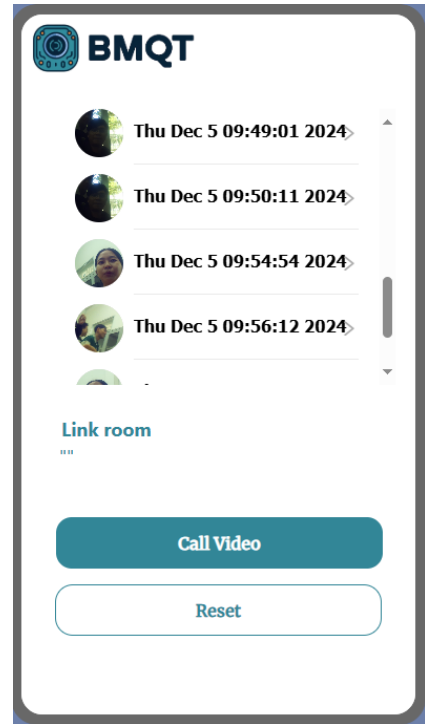 BMQT
Thu Dec 5 09:49:01 2024
Thu Dec 5 09:50:11 2024
Thu Dec 5 09:54:54 2024
Thu Dec 5 09:56:12 2024
Link room
""
Call Video
Reset